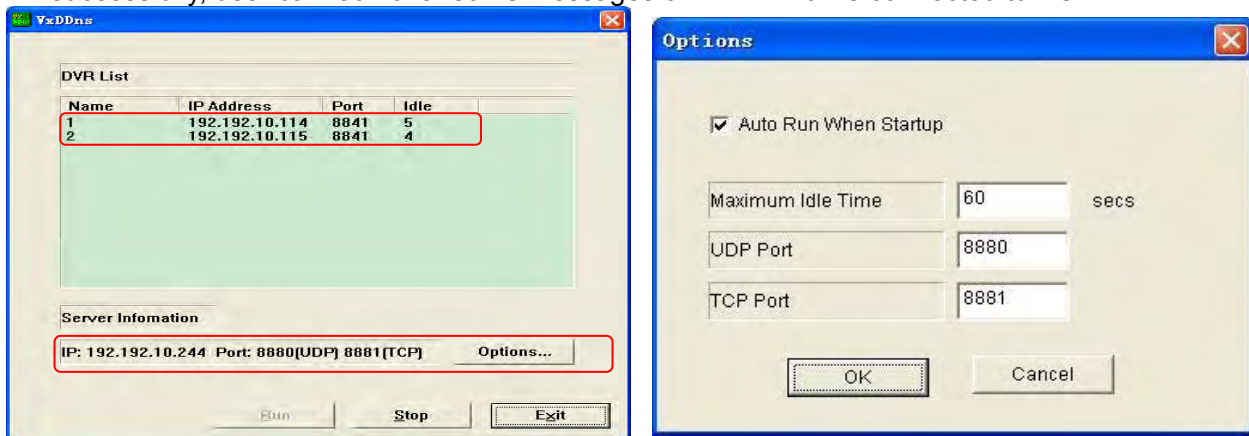 VxDDns
DVR List
Name IP Address Port Idle
1 192.192.10.114 8841 5
2 192.192.10.115 8841 4
Server Infomation
IP: 192.192.10.244 Port: 8880(UDP) 8881(TCP) Options...
Run Stop Exit
Options
Auto Run When Startup
Maximum Idle Time 60 secs
UDP Port 8880
TCP Port 8881
OK Cancel